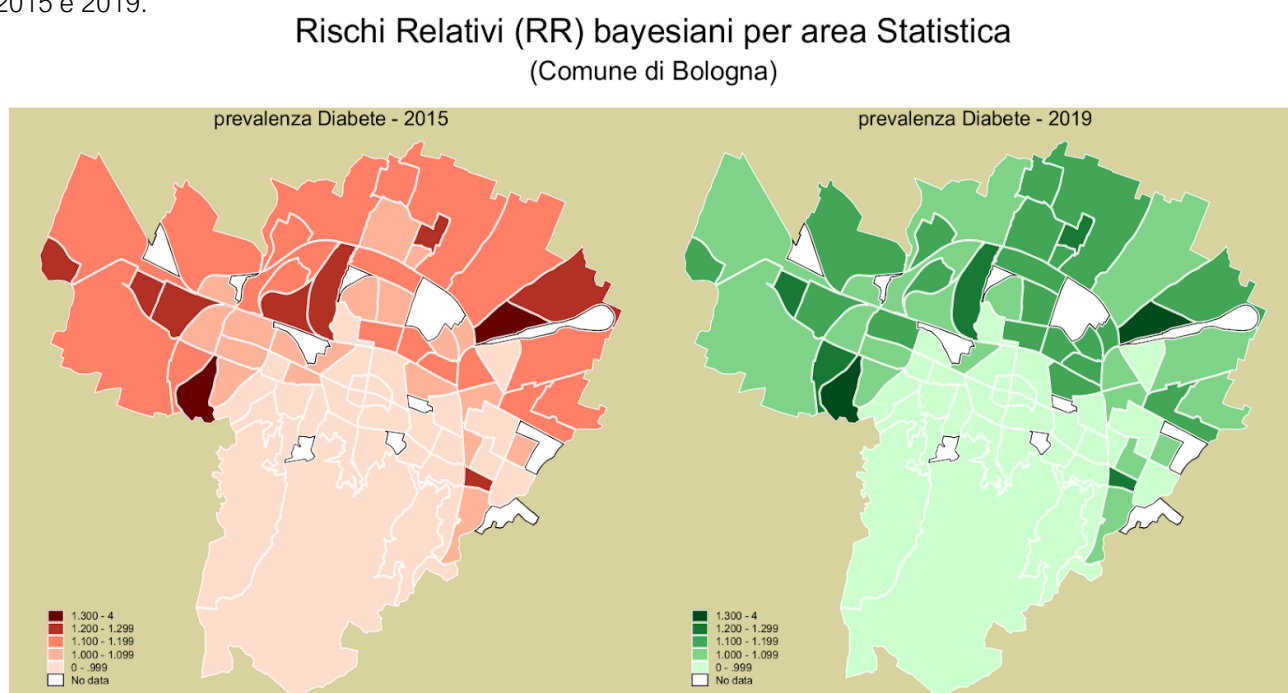 2015 e 2019.
Rischi Relativi (RR) bayesiani per area Statistica
(Comune di Bologna)
prevalenza Diabete - 2015
prevalenza Diabete - 2019
1.300 - 4
1.200 - 1.299
1.100 - 1.199
1.000 - 1.099
0 - .999
No data
1.300 - 4
1.200 - 1.299
1.100 - 1.199
1.000 - 1.099
0 - .999
No data